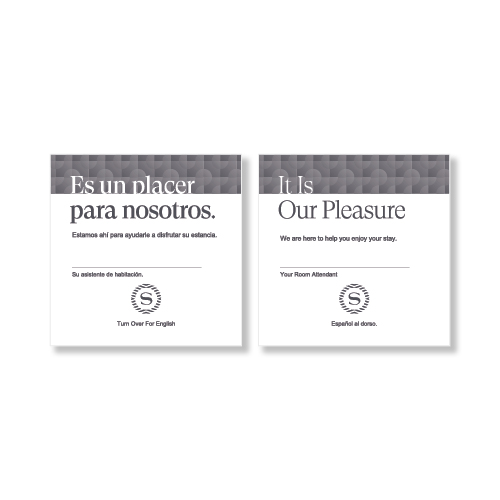 Es un placer
para nosotros.
Estamos ahí para ayudarle a disfrutar su estancia.
Su asistente de habitación.
S
Turn Over For English
It Is
Our Pleasure
We are here to help you enjoy your stay.
Your Room Attendant
S
Español al dorso.